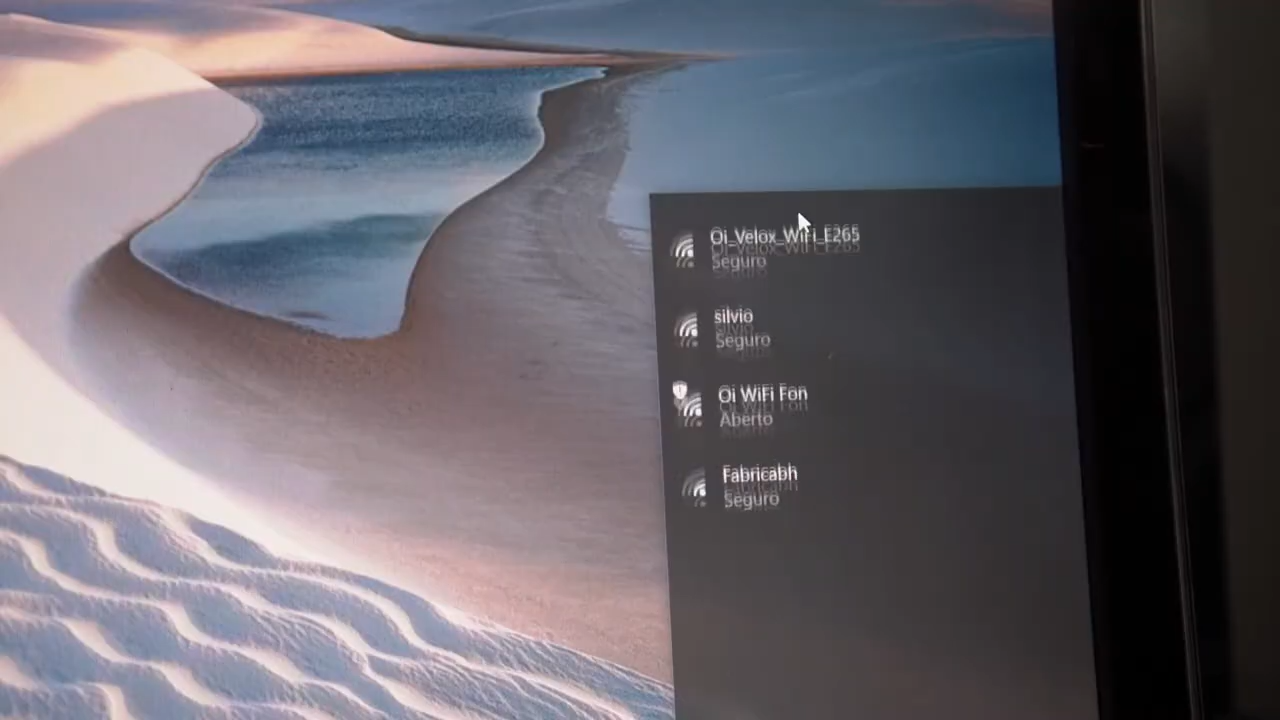 Oi_Velox_WiFi_E265
Seguro
silvio
Seguro
Oi WiFi Fon
Aberto
Fabricabh
Seguro